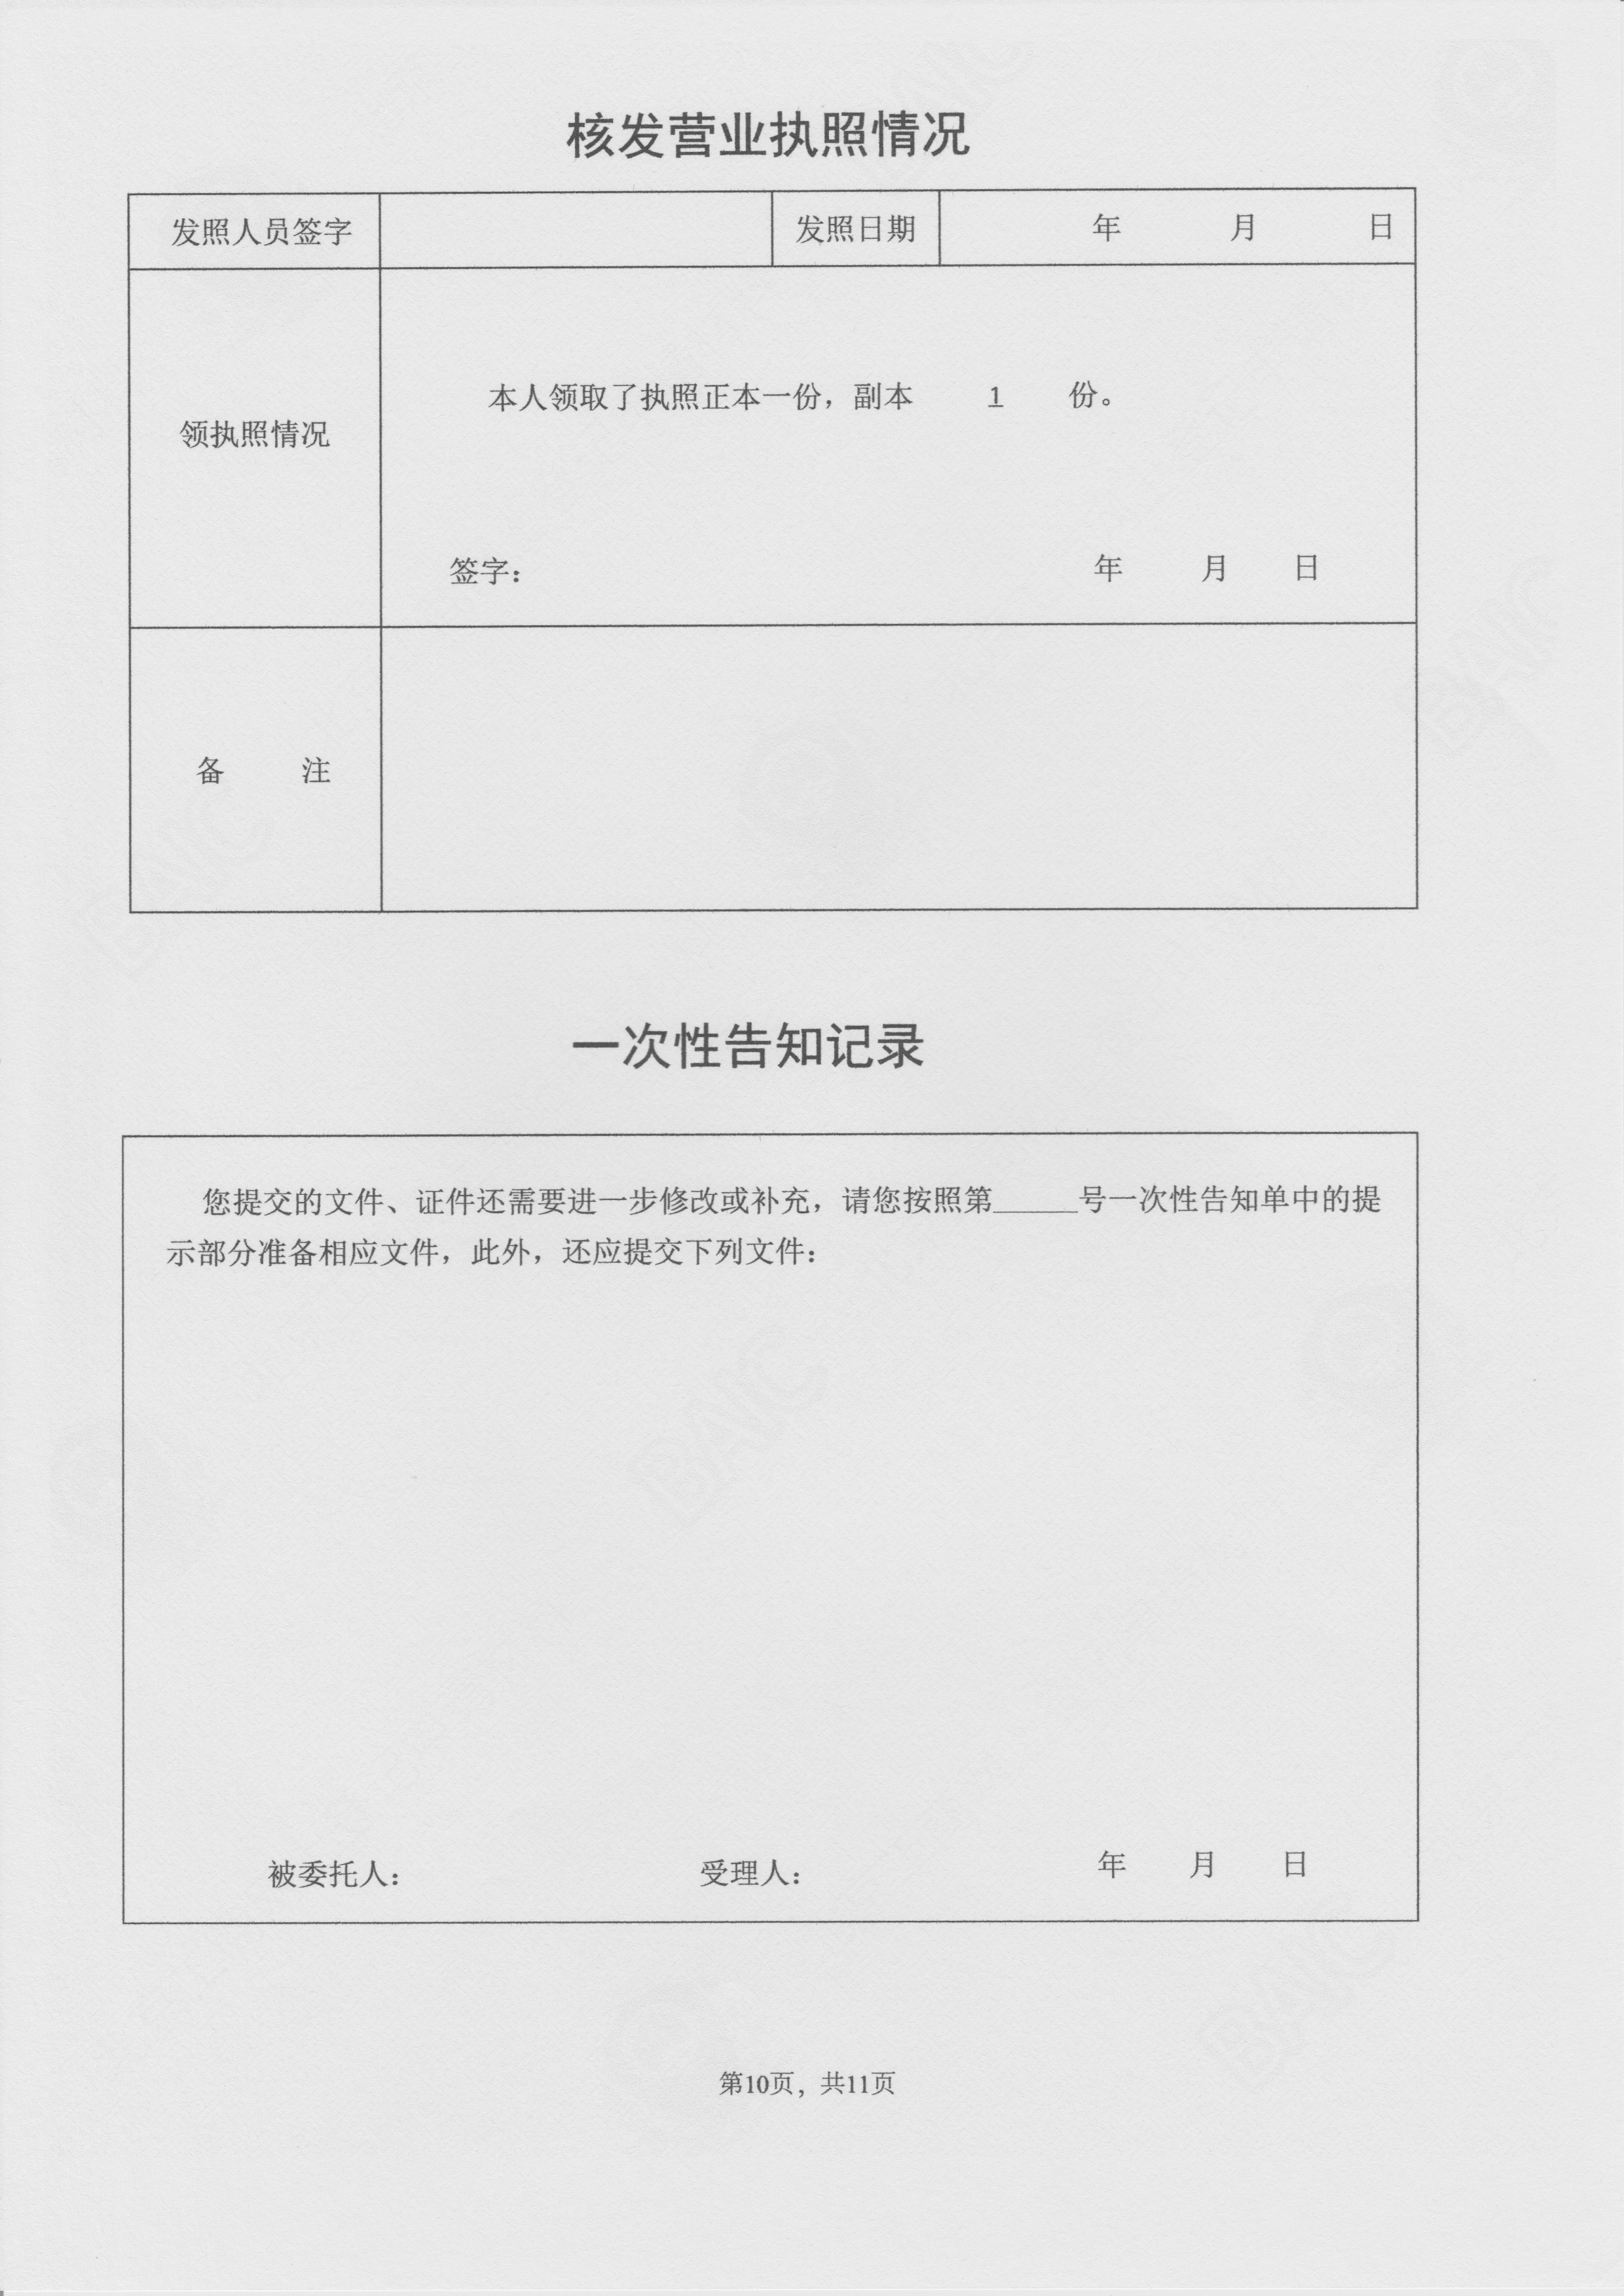 核发营业执照情况
发照人员签字 发照日期 年 月 日
本人领取了执照正本一份，副本 1 份。
领执照情况
签字： 年 月 日
备 注
一次性告知记录
您提交的文件、证件还需要进一步修改或补充，请您按照第______号一次性告知单中的提
示部分准备相应文件，此外，还应提交下列文件：
被委托人： 受理人： 年 月 日
第10页，共11页
BAIC
BAIC
BAIC
BAIC
BAIC